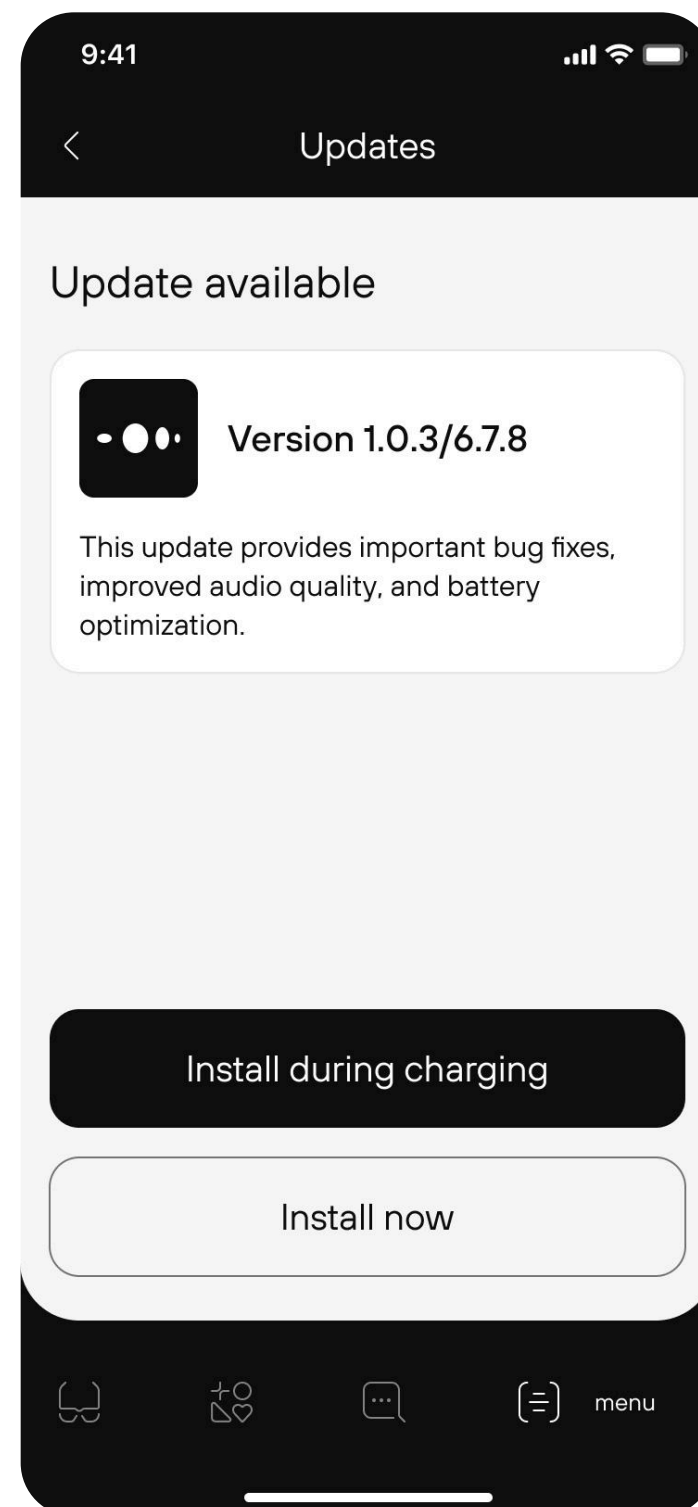 9:41
Updates
Update available
Version 1.0.3/6.7.8
This update provides important bug fixes,
improved audio quality, and battery
optimization.
Install during charging
Install now
menu